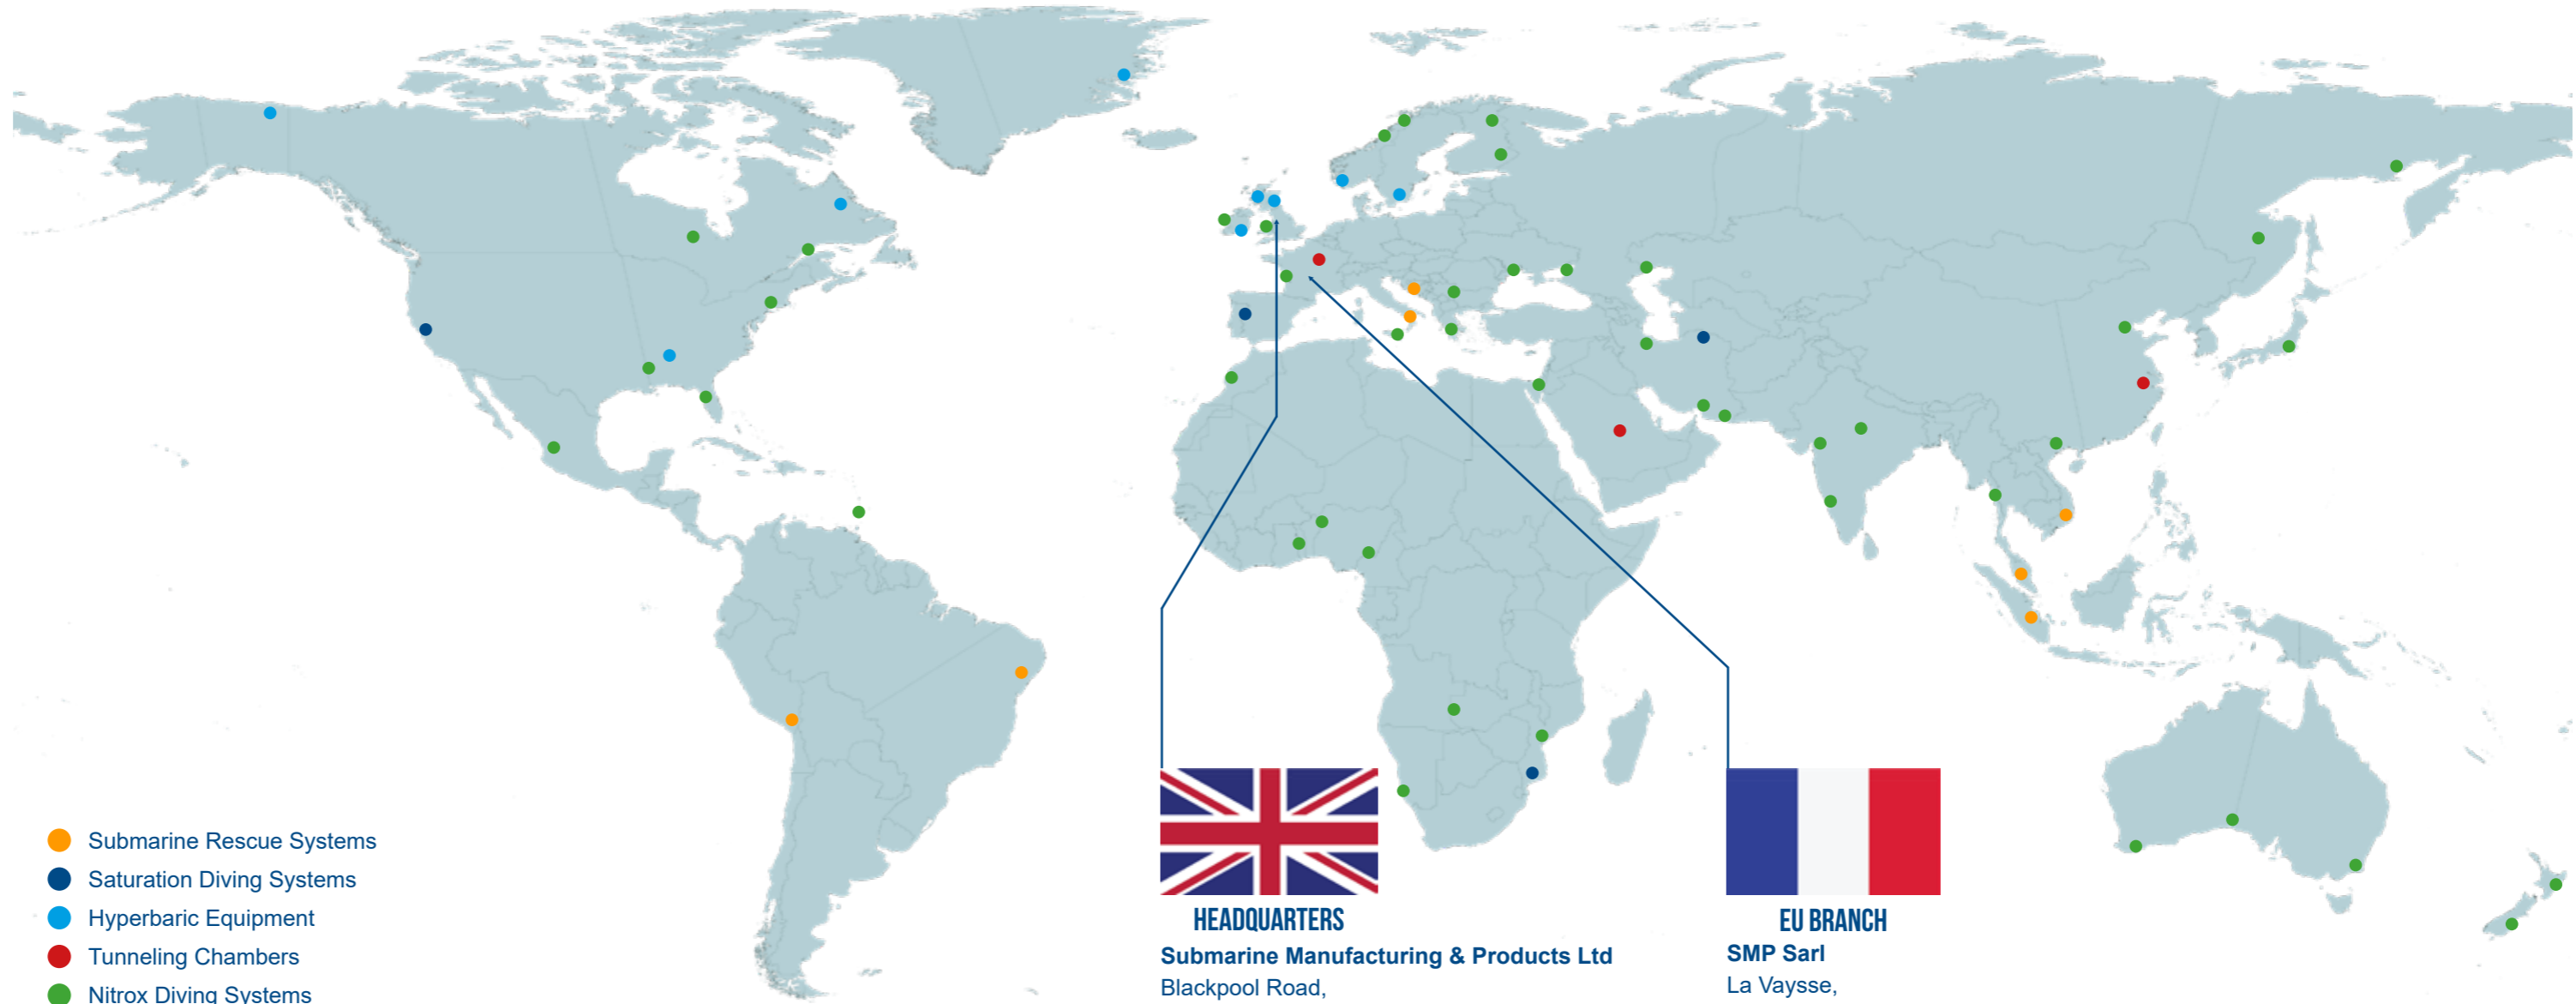 Submarine Rescue Systems
Saturation Diving Systems
Hyperbaric Equipment
Tunneling Chambers
Nitrox Diving Systems
HEADQUARTERS
Submarine Manufacturing & Products Ltd
Blackpool Road,
EU BRANCH
SMP Sarl
La Vaysse,